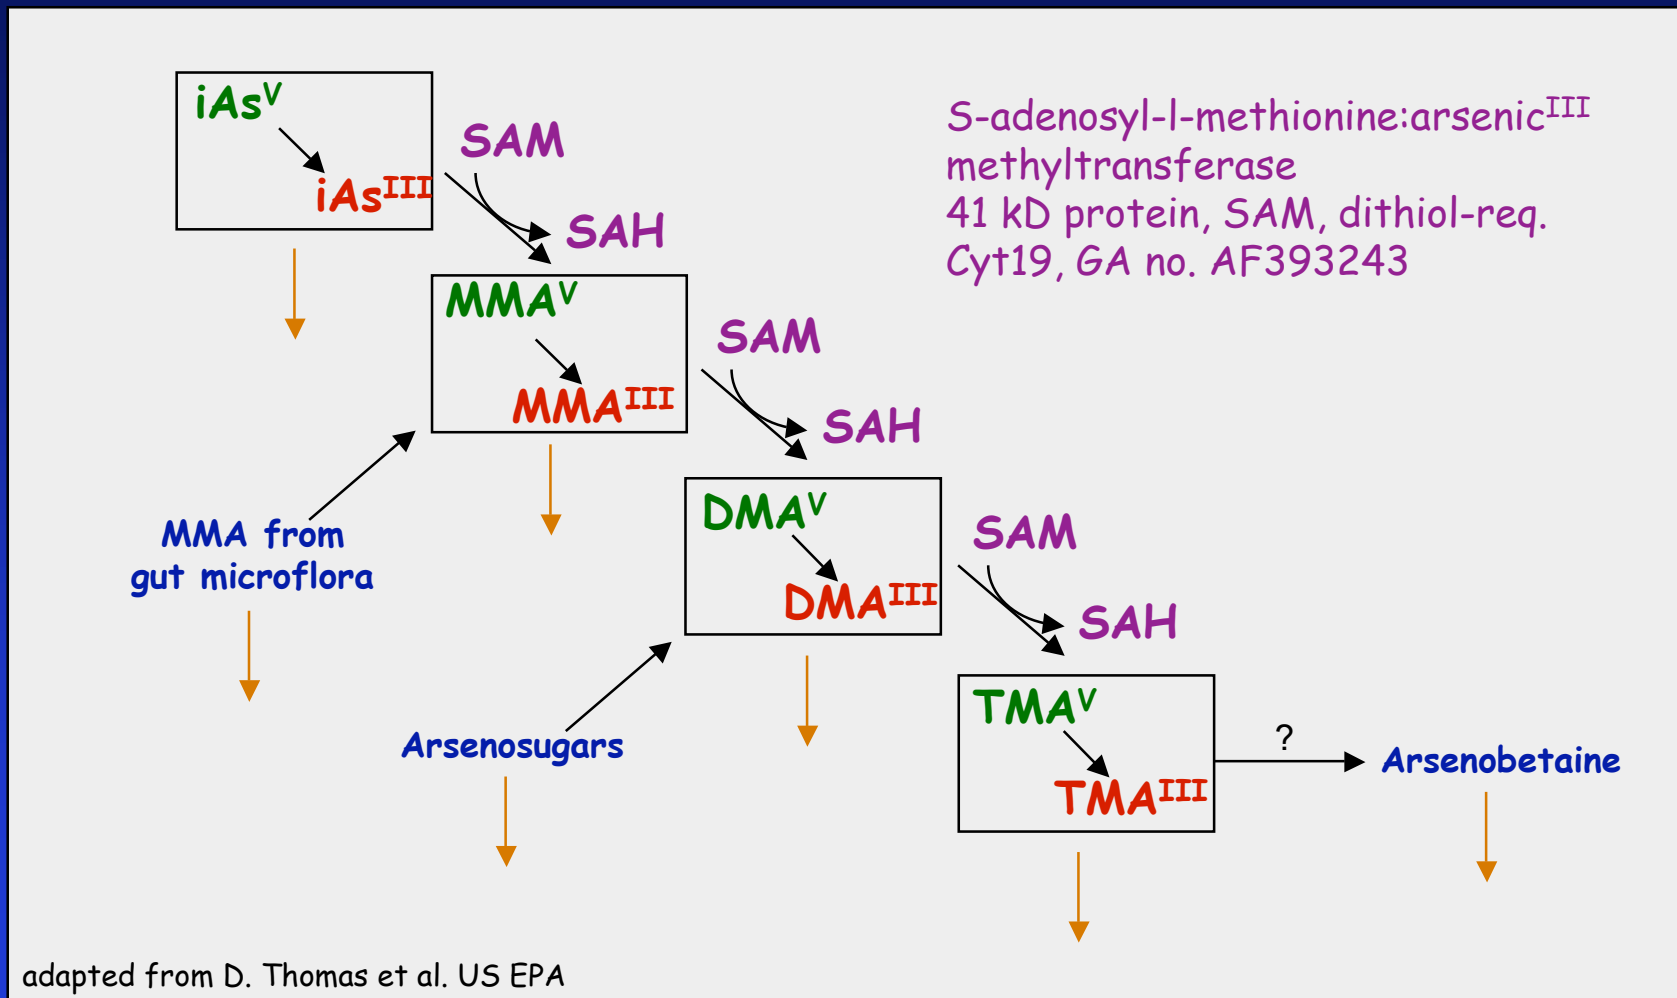 iAsV
iAsIII
SAM
SAH
S-adenosyl-l-methionine:arsenicIII
methyltransferase
41 kD protein, SAM, dithiol-req.
Cyt19, GA no. AF393243
MMAV
MMAIII
SAM
SAH
MMA from
gut microflora
DMAV
DMAIII
SAM
SAH
Arsenosugars
TMAV
TMAIII
?
Arsenobetaine
adapted from D. Thomas et al. US EPA